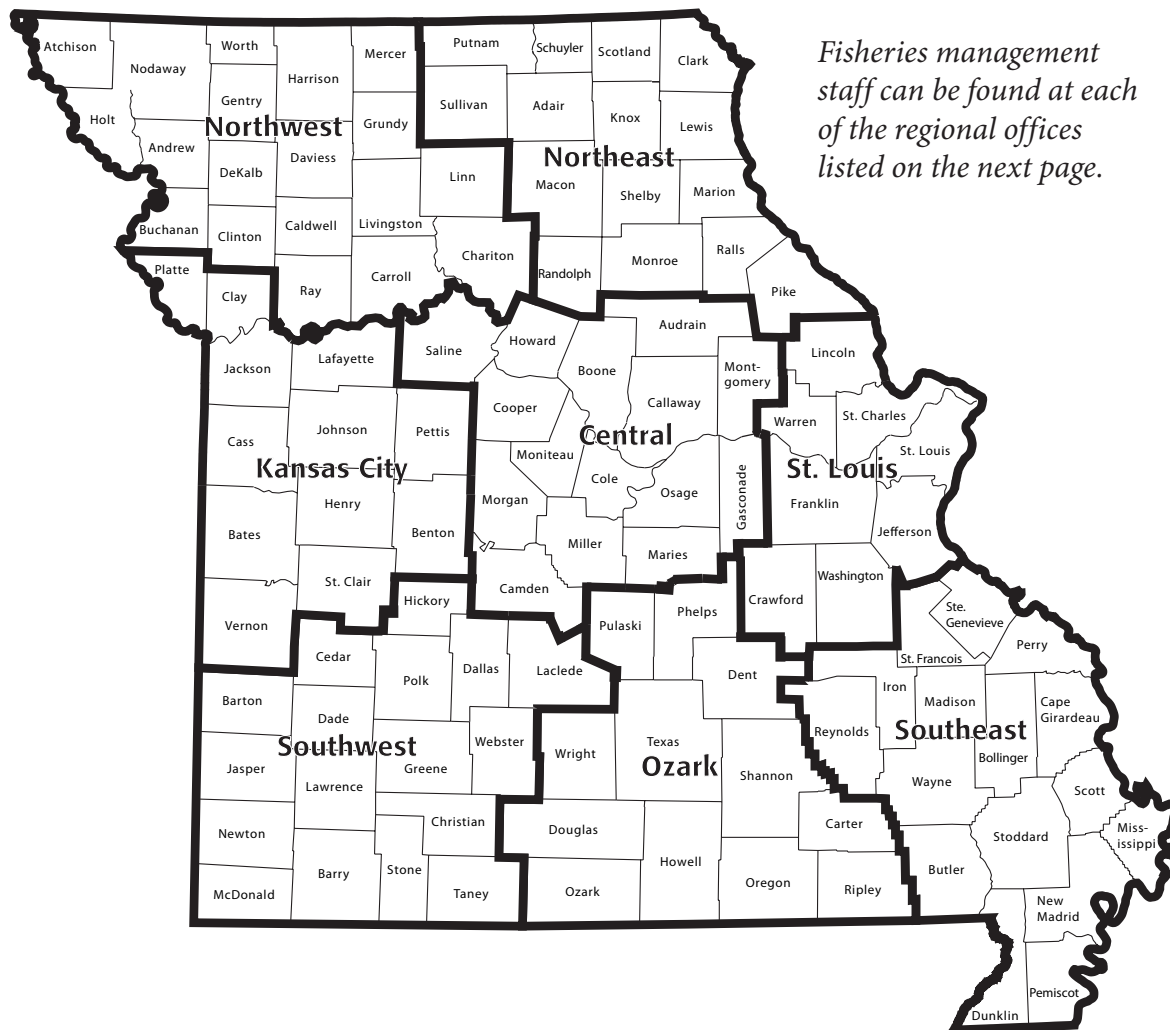 Fisheries management
staff can be found at each
of the regional offices
listed on the next page.
Atchison
Nodaway
Worth
Harrison
Mercer
Putnam
Schuyler
Scotland
Clark
Holt
Gentry
Andrew
Northwest
Grundy
Sullivan
Adair
Knox
Lewis
DeKalb
Daviess
Linn
Northeast
Macon
Shelby
Marion
Buchanan
Clinton
Caldwell
Livingston
Chariton
Randolph
Monroe
Ralls
Pike
Platte
Clay
Ray
Carroll
Jackson
Lafayette
Saline
Howard
Boone
Audrain
Mont-
gomery
Lincoln
Cooper
Callaway
Warren
St. Charles
St. Louis
Cass
Johnson
Pettis
Kansas City
Central
Moniteau
Cole
Osage
Gasconade
St. Louis
Franklin
Jefferson
Bates
Henry
Benton
Morgan
Miller
Maries
Camden
Crawford
Washington
Vernon
St. Clair
Hickory
Pulaski
Phelps
Ste.
Genevieve
Perry
St. Francois
Cedar
Polk
Dallas
Laclede
Dent
Iron
Madison
Cape
Girardeau
Barton
Dade
Southwest
Webster
Wright
Texas
Ozark
Reynolds
Southeast
Bollinger
Jasper
Lawrence
Greene
Shannon
Wayne
Scott
Newton
Christian
Douglas
Carter
Stoddard
Miss-
issippi
McDonald
Barry
Stone
Taney
Ozark
Howell
Oregon
Ripley
Butler
New
Madrid
Pemiscot
Dunklin